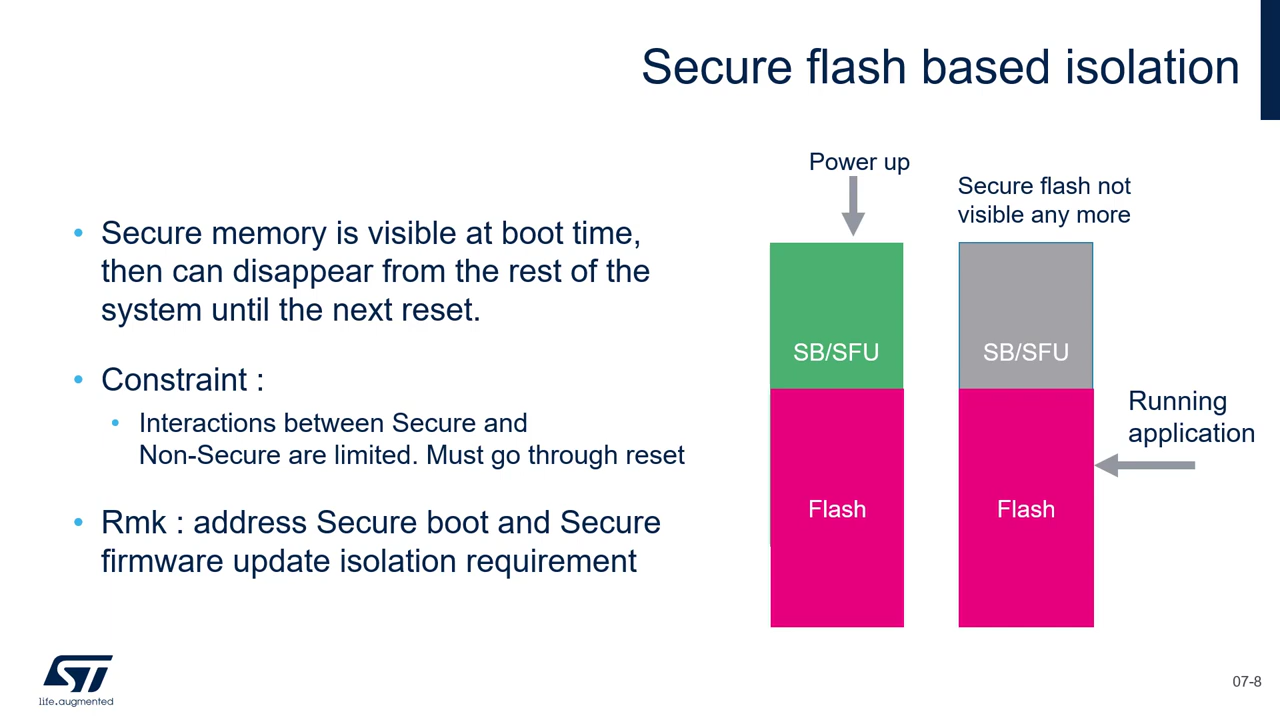 Secure flash based isolation
Secure memory is visible at boot time,
then can disappear from the rest of the
system until the next reset.
Constraint :
Interactions between Secure and
Non-Secure are limited. Must go through reset
Rmk : address Secure boot and Secure
firmware update isolation requirement
Power up
Secure flash not
visible any more
SB/SFU
SB/SFU
Running
application
Flash
Flash
ST
life.augmented
07-8